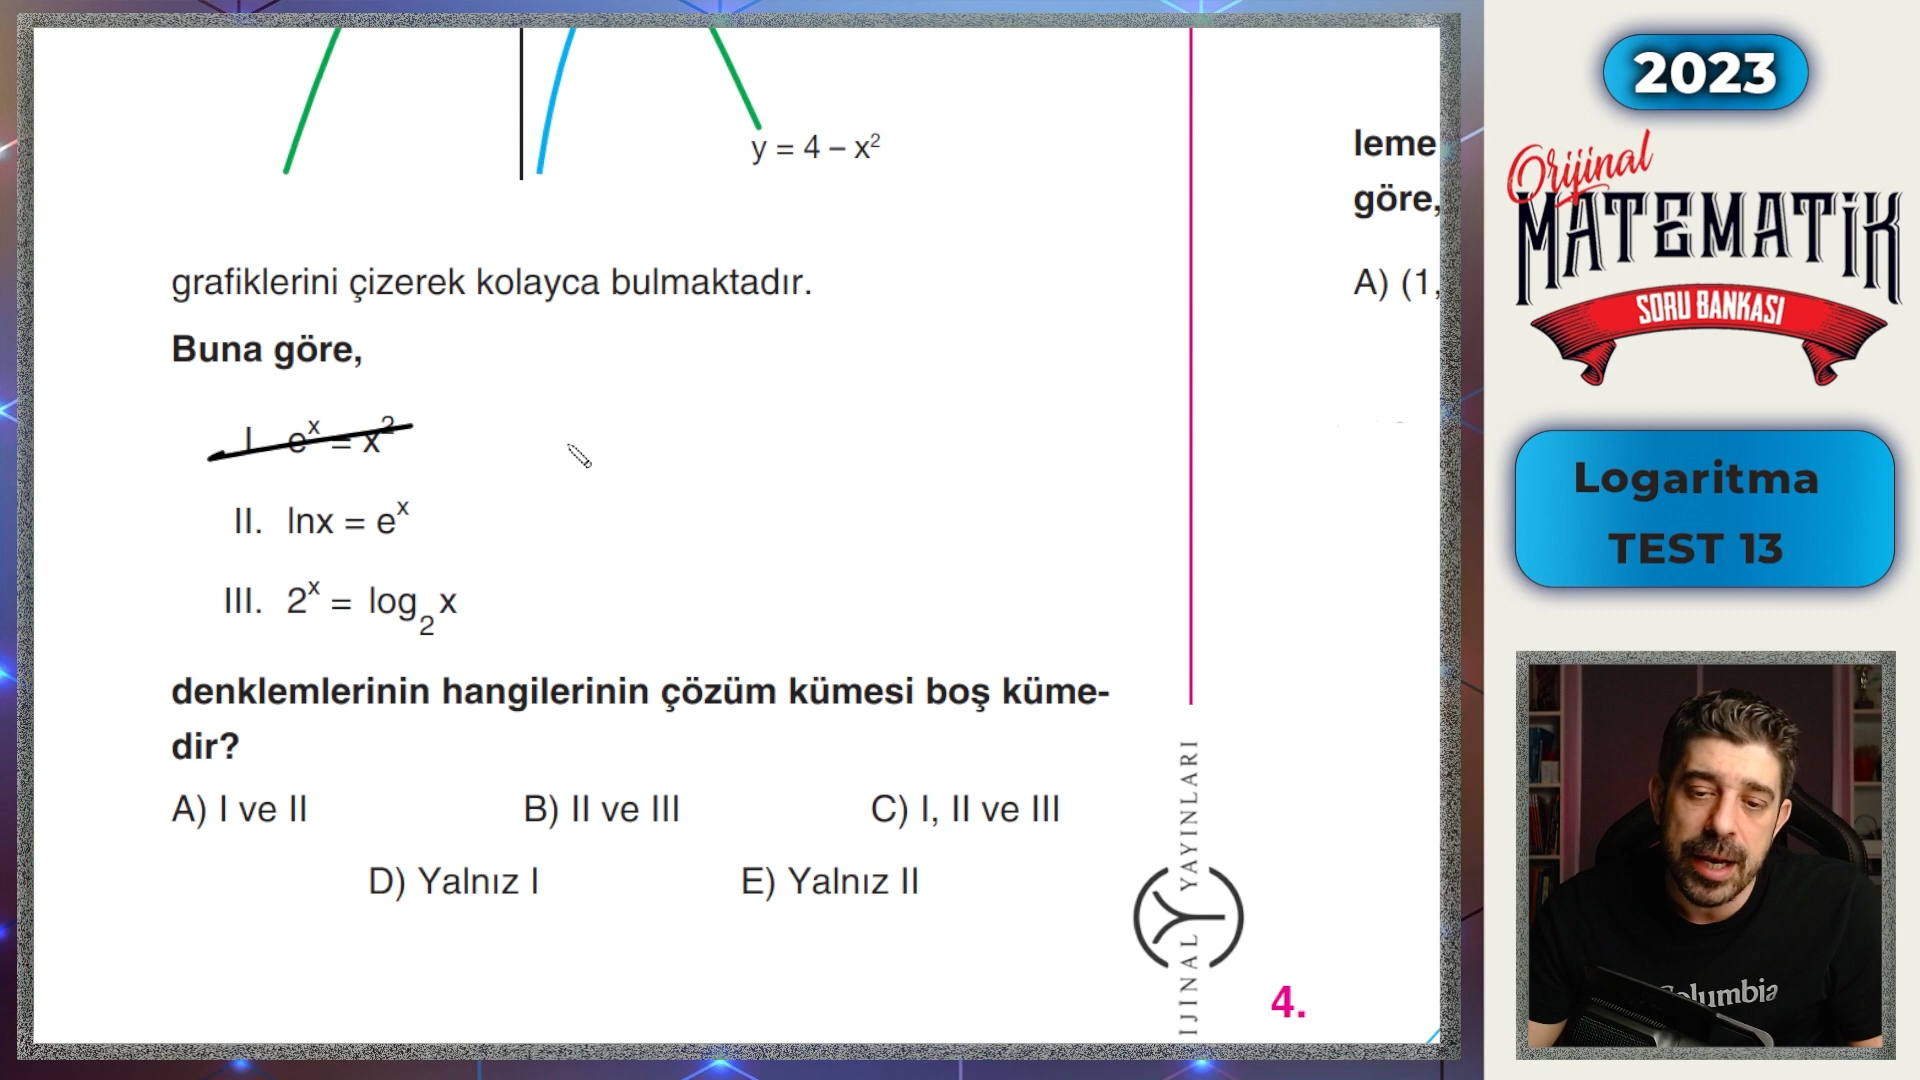 y = 4 – x²
grafiklerini çizerek kolayca bulmaktadır.
Buna göre,
I. eˣ = x²
II. lnx = eˣ
III. 2ˣ = log₂x
denklemlerinin hangilerinin çözüm kümesi boş küme-
dir?
A) I ve II B) II ve III C) I, II ve III
D) Yalnız I E) Yalnız II
IJINAL YAYINLARI
leme
göre,
A) (1,
4.
2023
Orijinal
MATEMATİK
SORU BANKASI
Logaritma
TEST 13
Columbia